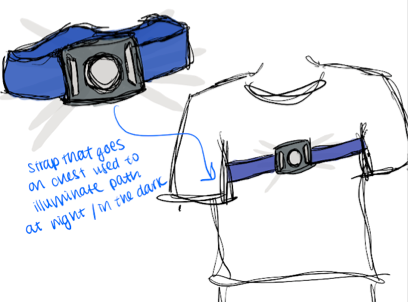 strap that goes
on chest used to
illuminate path
at night / in the dark